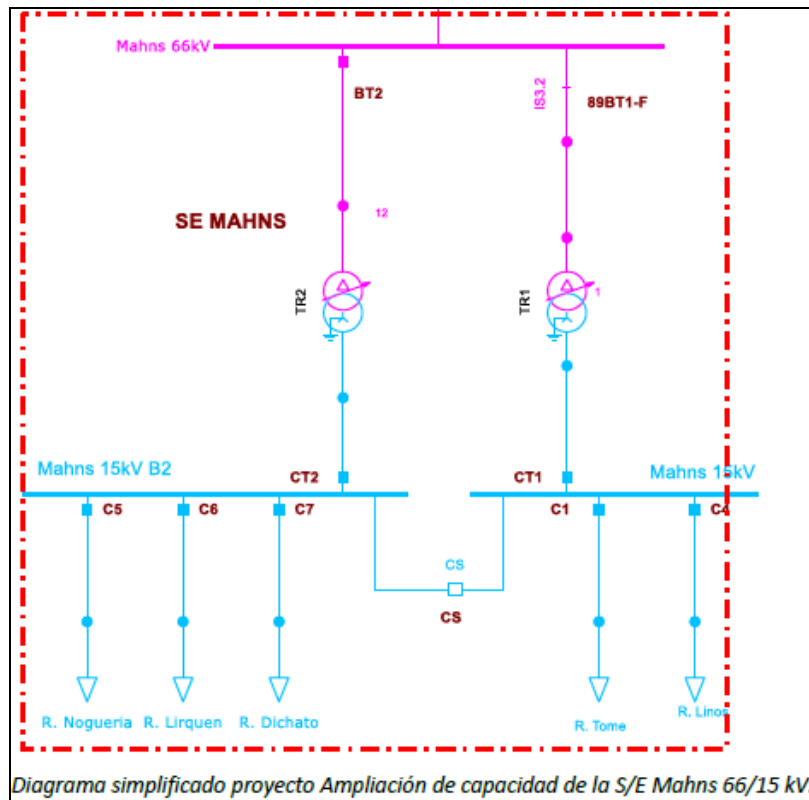 Mahns 66kV
BT2
IS3.2
89BT1-F
12
SE MAHNS
TR2
TR1
1
Mahns 15kV B2
CT2
CT1
Mahns 15kV
C5
C6
C7
C1
C4
CS
CS
R. Nogueria
R. Lirquen
R. Dichato
R. Tome
R. Linos
Diagrama simplificado proyecto Ampliación de capacidad de la S/E Mahns 66/15 kV